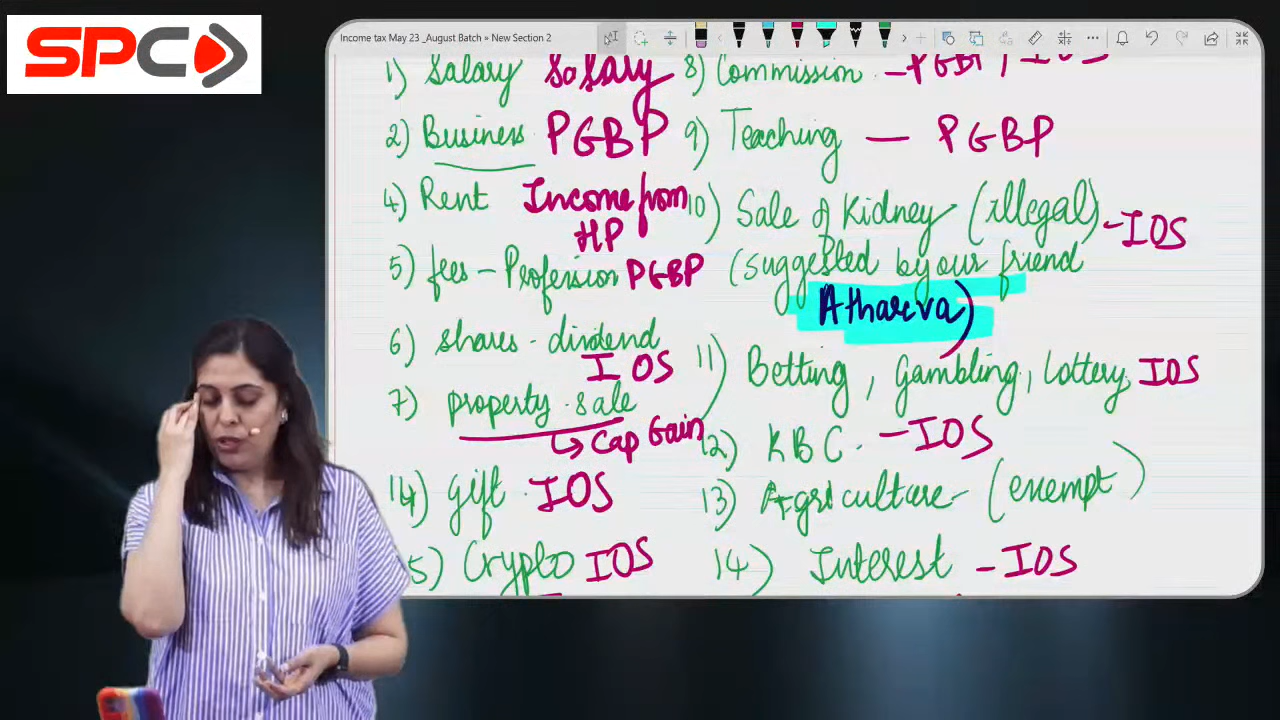 SPC
Income tax May 23 _August Batch » New Section 2
1) Salary Salary
2) Business PGBP
4) Rent Income from
HP
5) fees - Profession PGBP
6) shares - dividend
IOS
7) property sale
↳ Cap Gain
14) gift . IOS
5) Crypto IOS
8) Commission - PGBP, IOS
9) Teaching — PGBP
10) Sale of Kidney (illegal) - IOS
(suggested by our friend
Athareva)
11) Betting, Gambling, Lottery IOS
12) KBC - IOS
13) Agriculture - (exempt)
14) Interest - IOS